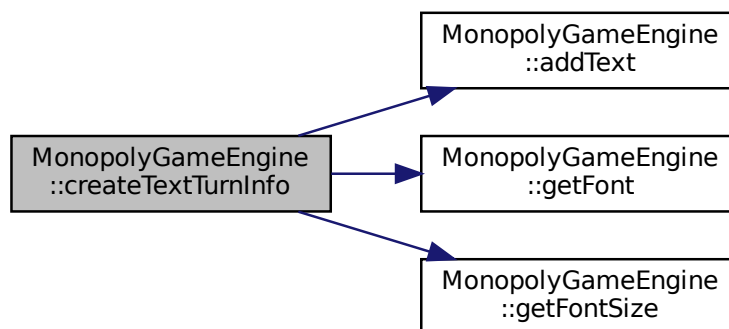 MonopolyGameEngine
::addText
MonopolyGameEngine
::createTextTurnInfo
MonopolyGameEngine
::getFont
MonopolyGameEngine
::getFontSize